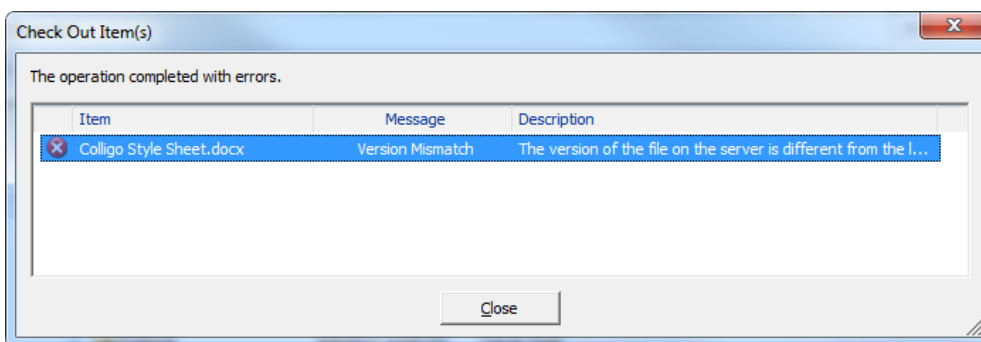 Check Out Item(s)
The operation completed with errors.
Item Message Description
Colligo Style Sheet.docx Version Mismatch The version of the file on the server is different from the l...
Close